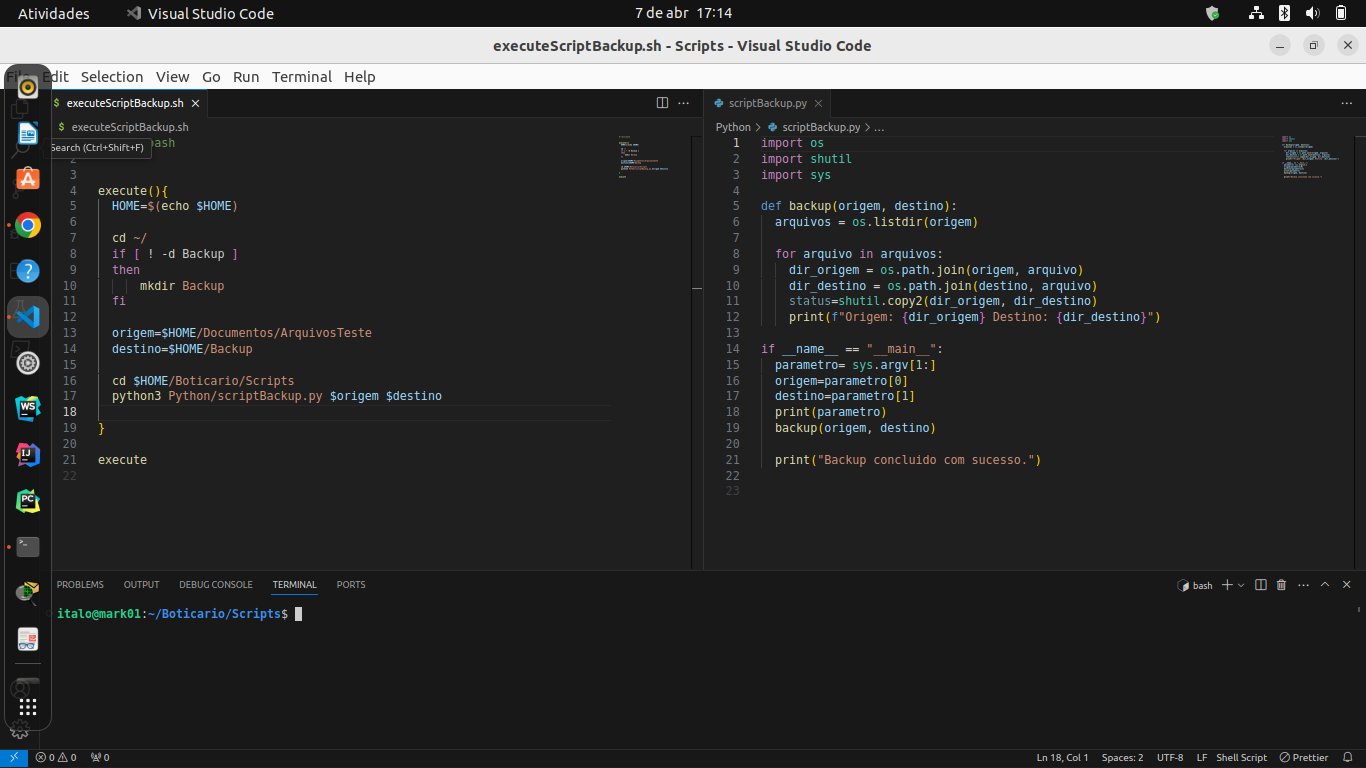 Atividades
Visual Studio Code
7 de abr 17:14
executeScriptBackup.sh - Scripts - Visual Studio Code
Edit Selection View Go Run Terminal Help
$ executeScriptBackup.sh
scriptBackup.py
$ executeScriptBackup.sh
Python > scriptBackup.py > ...
Search (Ctrl+Shift+F)
2
3
4 execute(){
5 HOME=$(echo $HOME)
6
7 cd ~/
8 if [ ! -d Backup ]
9 then
10 mkdir Backup
11 fi
12
13 origem=$HOME/Documentos/ArquivosTeste
14 destino=$HOME/Backup
15
16 cd $HOME/Boticario/Scripts
17 python3 Python/scriptBackup.py $origem $destino
18
19 }
20
21 execute
22
1 import os
2 import shutil
3 import sys
4
5 def backup(origem, destino):
6 arquivos = os.listdir(origem)
7
8 for arquivo in arquivos:
9 dir_origem = os.path.join(origem, arquivo)
10 dir_destino = os.path.join(destino, arquivo)
11 status=shutil.copy2(dir_origem, dir_destino)
12 print(f"Origem: {dir_origem} Destino: {dir_destino}")
13
14 if __name__ == "__main__":
15 parametro= sys.argv[1:]
16 origem=parametro[0]
17 destino=parametro[1]
18 print(parametro)
19 backup(origem, destino)
20
21 print("Backup concluido com sucesso.")
22
23
PROBLEMS OUTPUT DEBUG CONSOLE TERMINAL PORTS
bash
italo@mark01:~/Boticario/Scripts$
0 0 0
Ln 18, Col 1 Spaces: 2 UTF-8 LF Shell Script Prettier
WS
IJ
PC